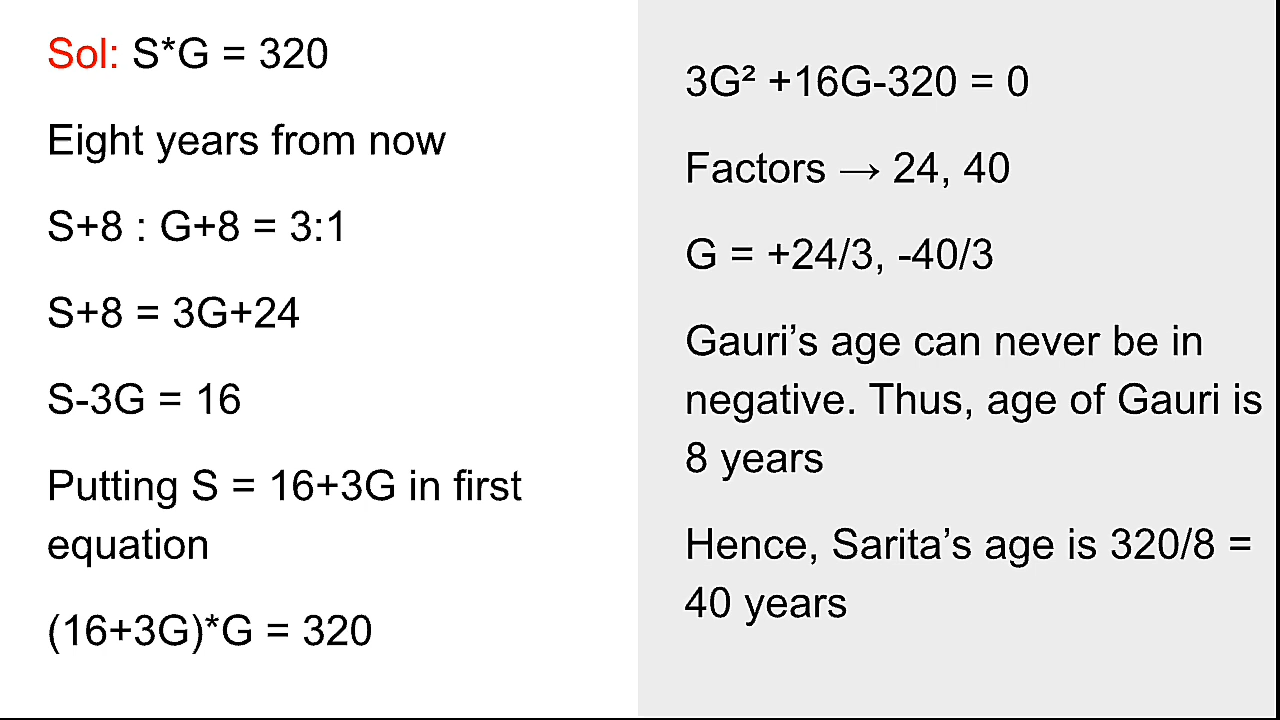 Sol: S*G = 320
Eight years from now
S+8 : G+8 = 3:1
S+8 = 3G+24
S-3G = 16
Putting S = 16+3G in first
equation
(16+3G)*G = 320
3G² +16G-320 = 0
Factors → 24, 40
G = +24/3, -40/3
Gauri’s age can never be in
negative. Thus, age of Gauri is
8 years
Hence, Sarita’s age is 320/8 =
40 years